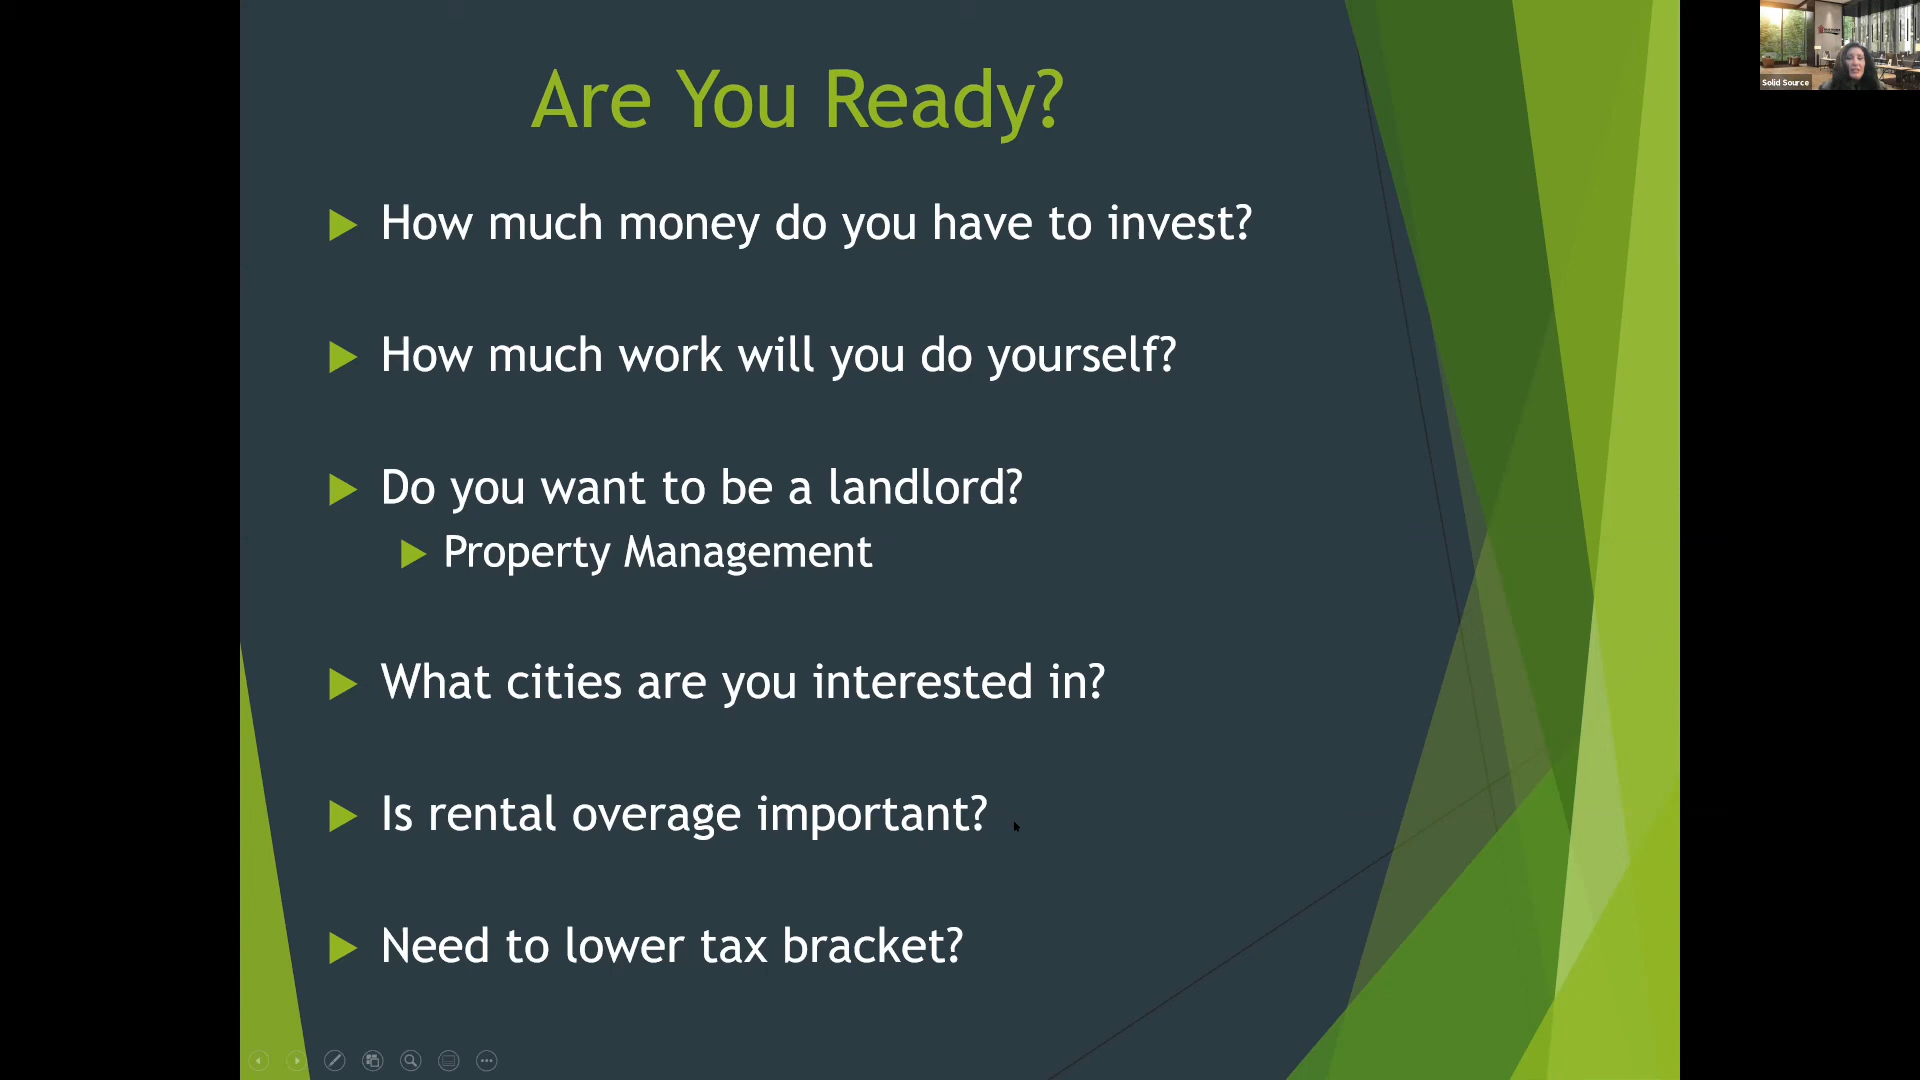 Are You Ready?
How much money do you have to invest?
How much work will you do yourself?
Do you want to be a landlord?
Property Management
What cities are you interested in?
Is rental overage important?
Need to lower tax bracket?
Solid Source